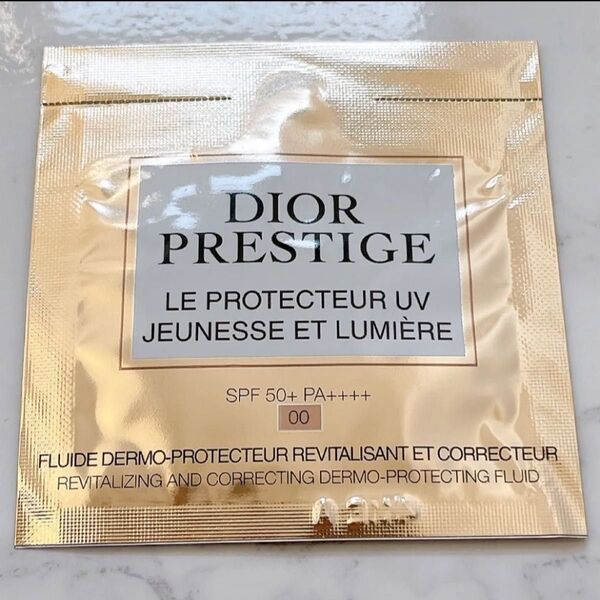 DIOR
PRESTIGE
LE PROTECTEUR UV
JEUNESSE ET LUMIÈRE
SPF 50+ PA++++
00
FLUIDE DERMO-PROTECTEUR REVITALISANT ET CORRECTEUR
REVITALIZING AND CORRECTING DERMO-PROTECTING FLUID